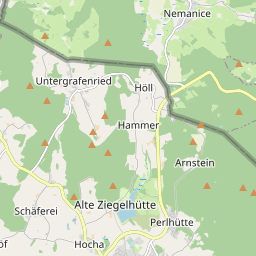 Nemanice
Untergrafenried
Höll
Hammer
Arnstein
Alte Ziegelhütte
Schäferei
Perlhütte
öf
Hocha